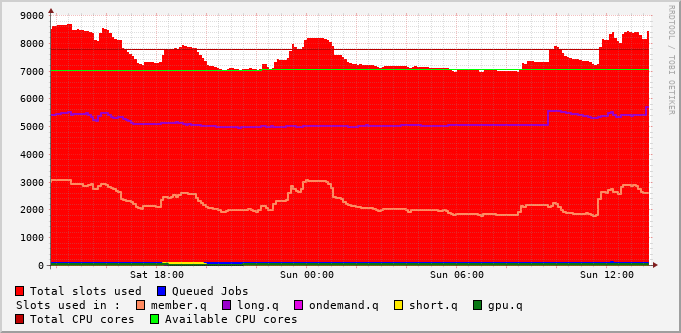 9000
8000
7000
6000
5000
4000
3000
2000
1000
0
Sat 18:00 Sun 00:00 Sun 06:00 Sun 12:00
RRDTOOL / TOBI OETIKER
Total slots used Queued Jobs
Slots used in : member.q long.q ondemand.q short.q gpu.q
Total CPU cores Available CPU cores